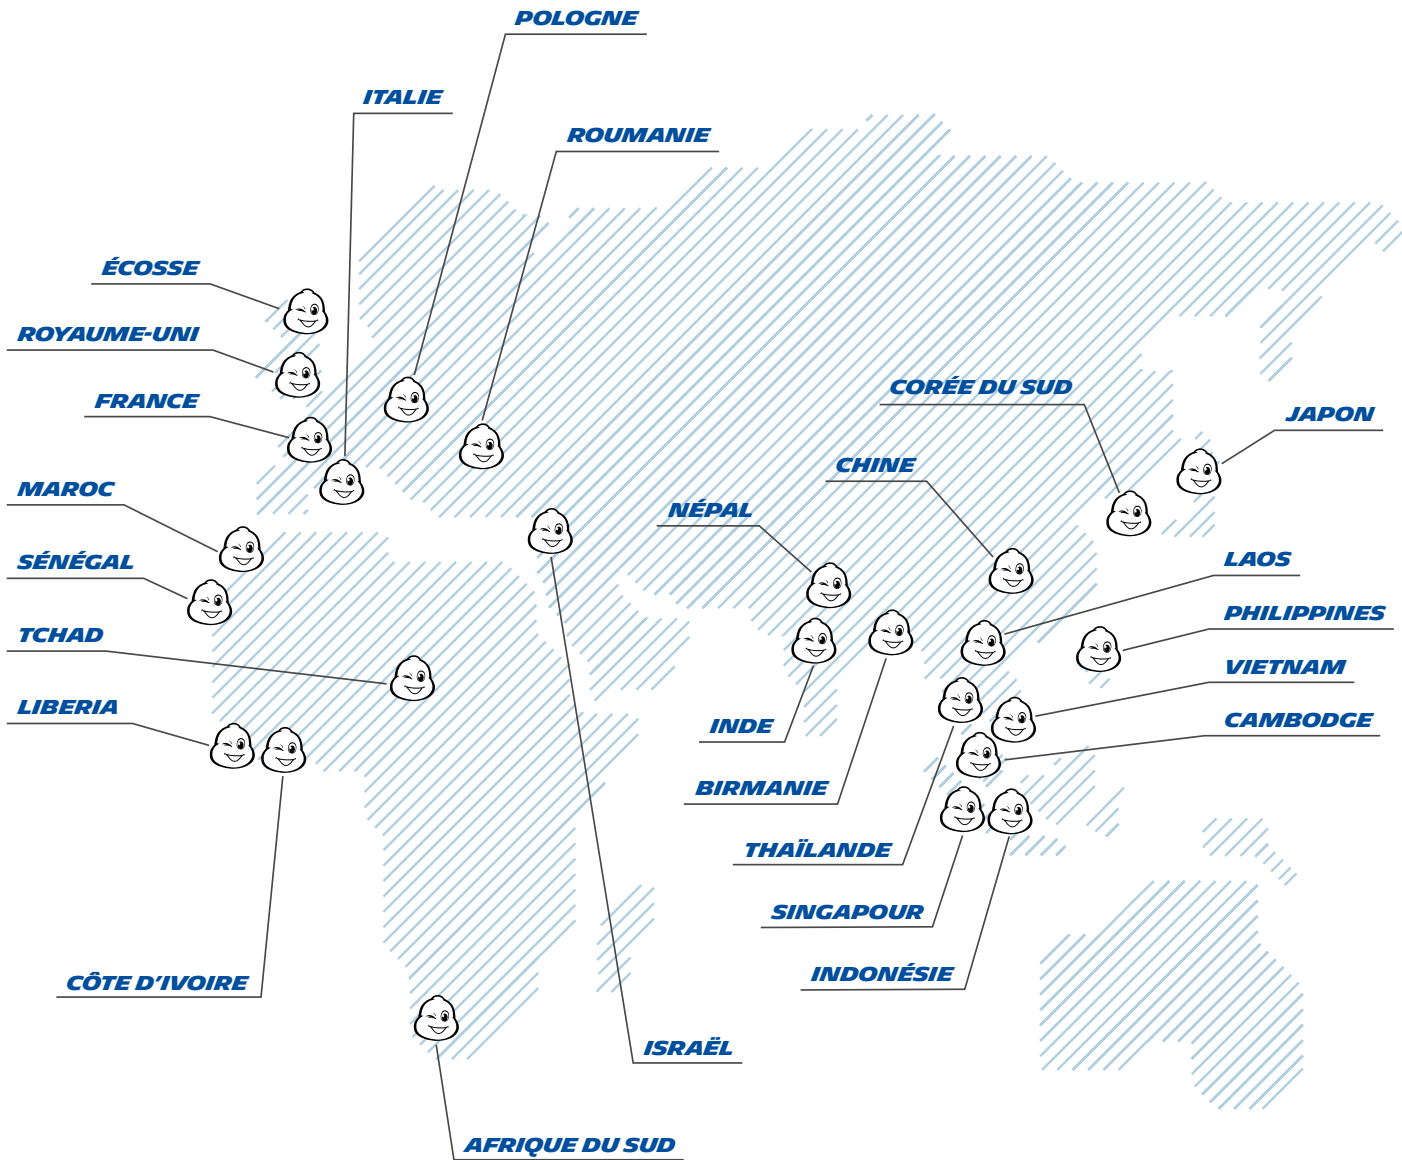 POLOGNE
ITALIE
ROUMANIE
ÉCOSSE
ROYAUME-UNI
FRANCE
CORÉE DU SUD
JAPON
CHINE
MAROC
NÉPAL
SÉNÉGAL
LAOS
PHILIPPINES
TCHAD
VIETNAM
LIBERIA
CAMBODGE
INDE
BIRMANIE
THAÏLANDE
SINGAPOUR
INDONÉSIE
CÔTE D'IVOIRE
ISRAËL
AFRIQUE DU SUD